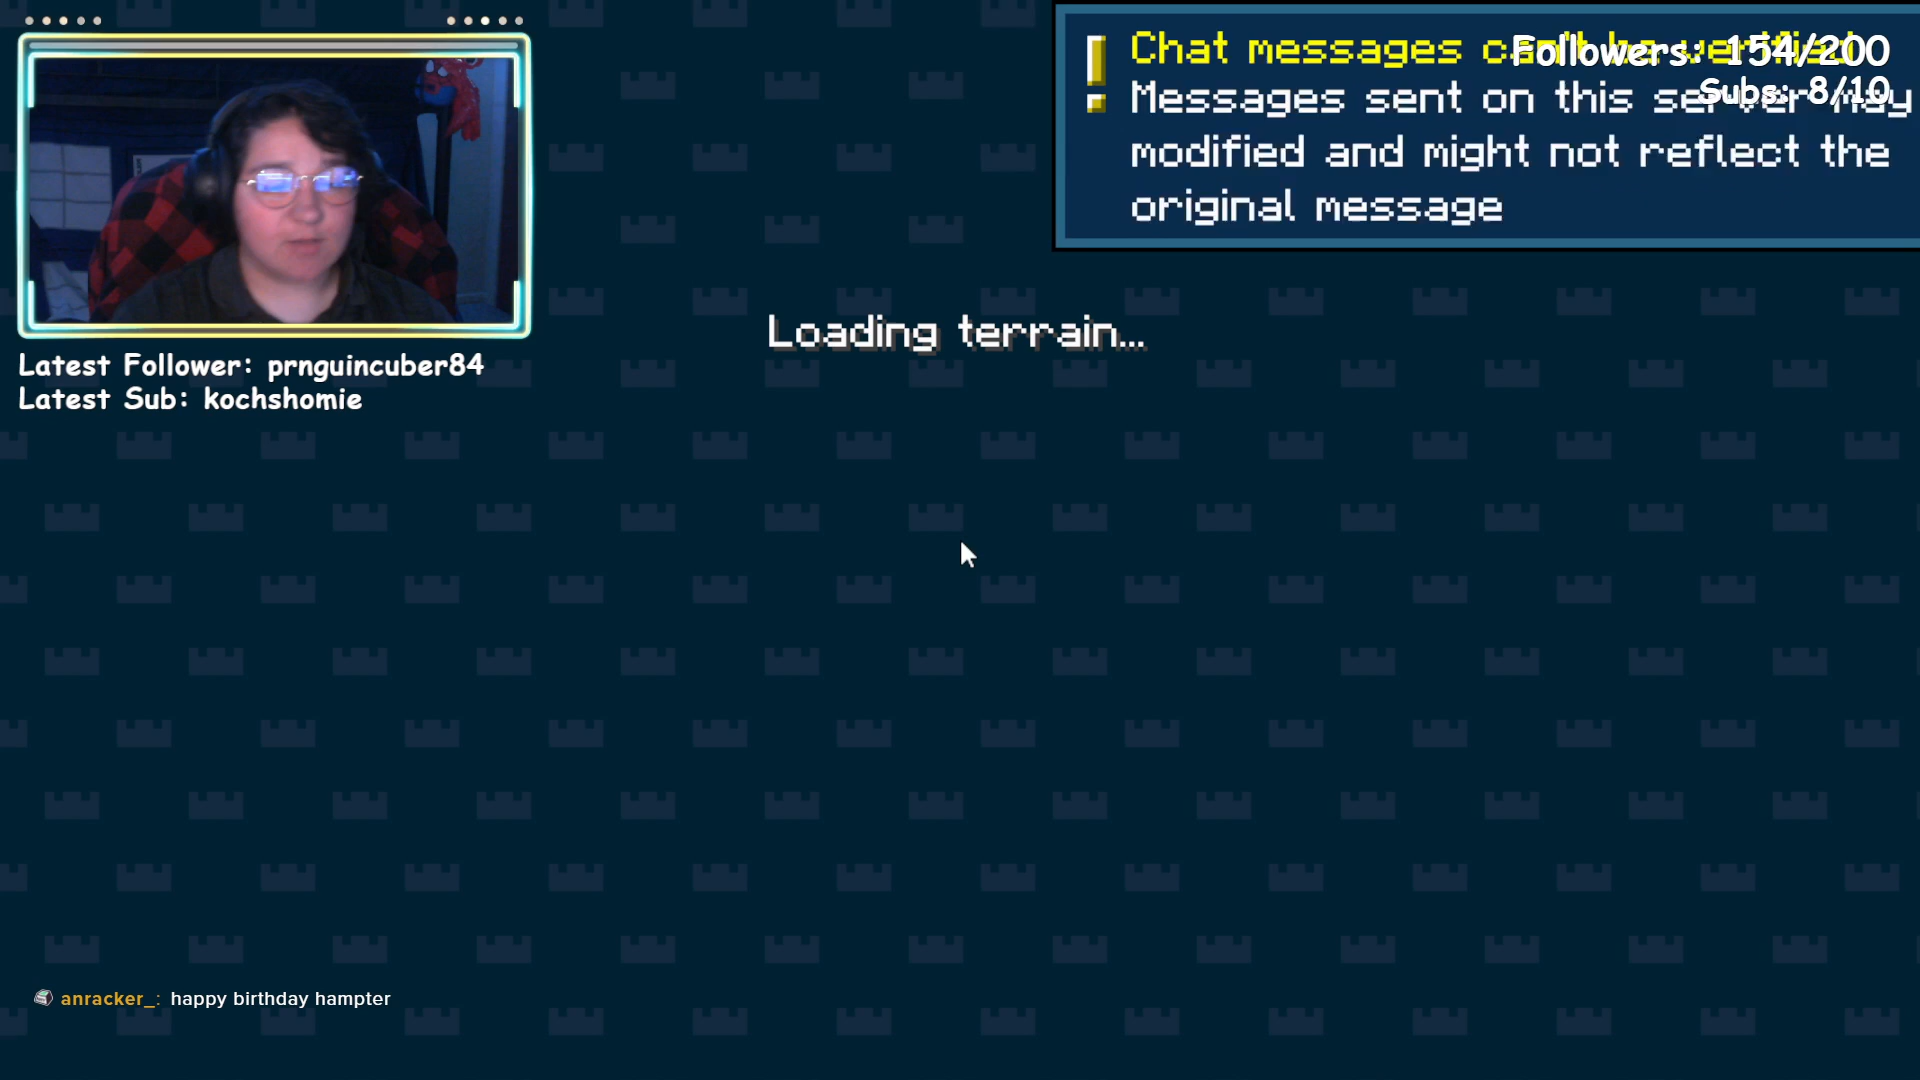 Chat messages can't be verified
Followers: 154/200
Messages sent on this server may
Subs: 8/10
modified and might not reflect the
original message
Loading terrain...
Latest Follower: prnguincuber84
Latest Sub: kochshomie
anracker_: happy birthday hampter